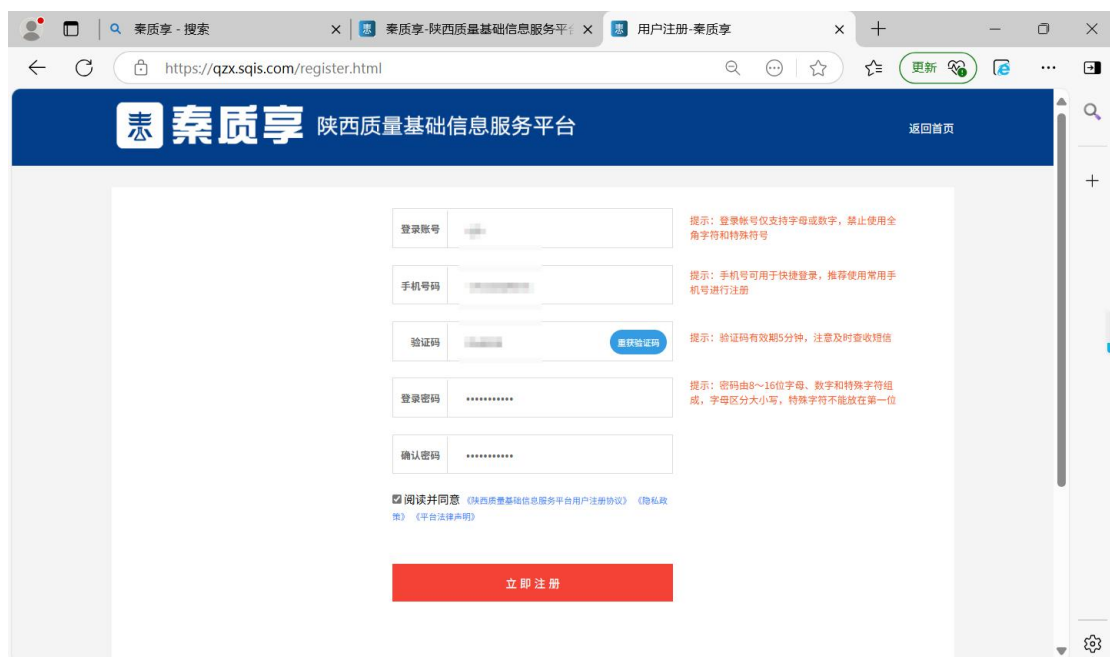 秦质享 - 搜索
秦质享-陕西质量基础信息服务平台
用户注册-秦质享
https://qzx.sqis.com/register.html
更新
秦质享 陕西质量基础信息服务平台
返回首页
登录账号
提示：登录帐号仅支持字母或数字，禁止使用全
角字符和特殊符号
手机号码
提示：手机号可用于快捷登录，推荐使用常用手
机号进行注册
验证码
重获验证码
提示：验证码有效期5分钟，注意及时查收短信
登录密码
提示：密码由8～16位字母、数字和特殊字符组
成，字母区分大小写，特殊字符不能放在第一位
确认密码
阅读并同意 《陕西质量基础信息服务平台用户注册协议》 《隐私政
策》 《平台法律声明》
立即注册